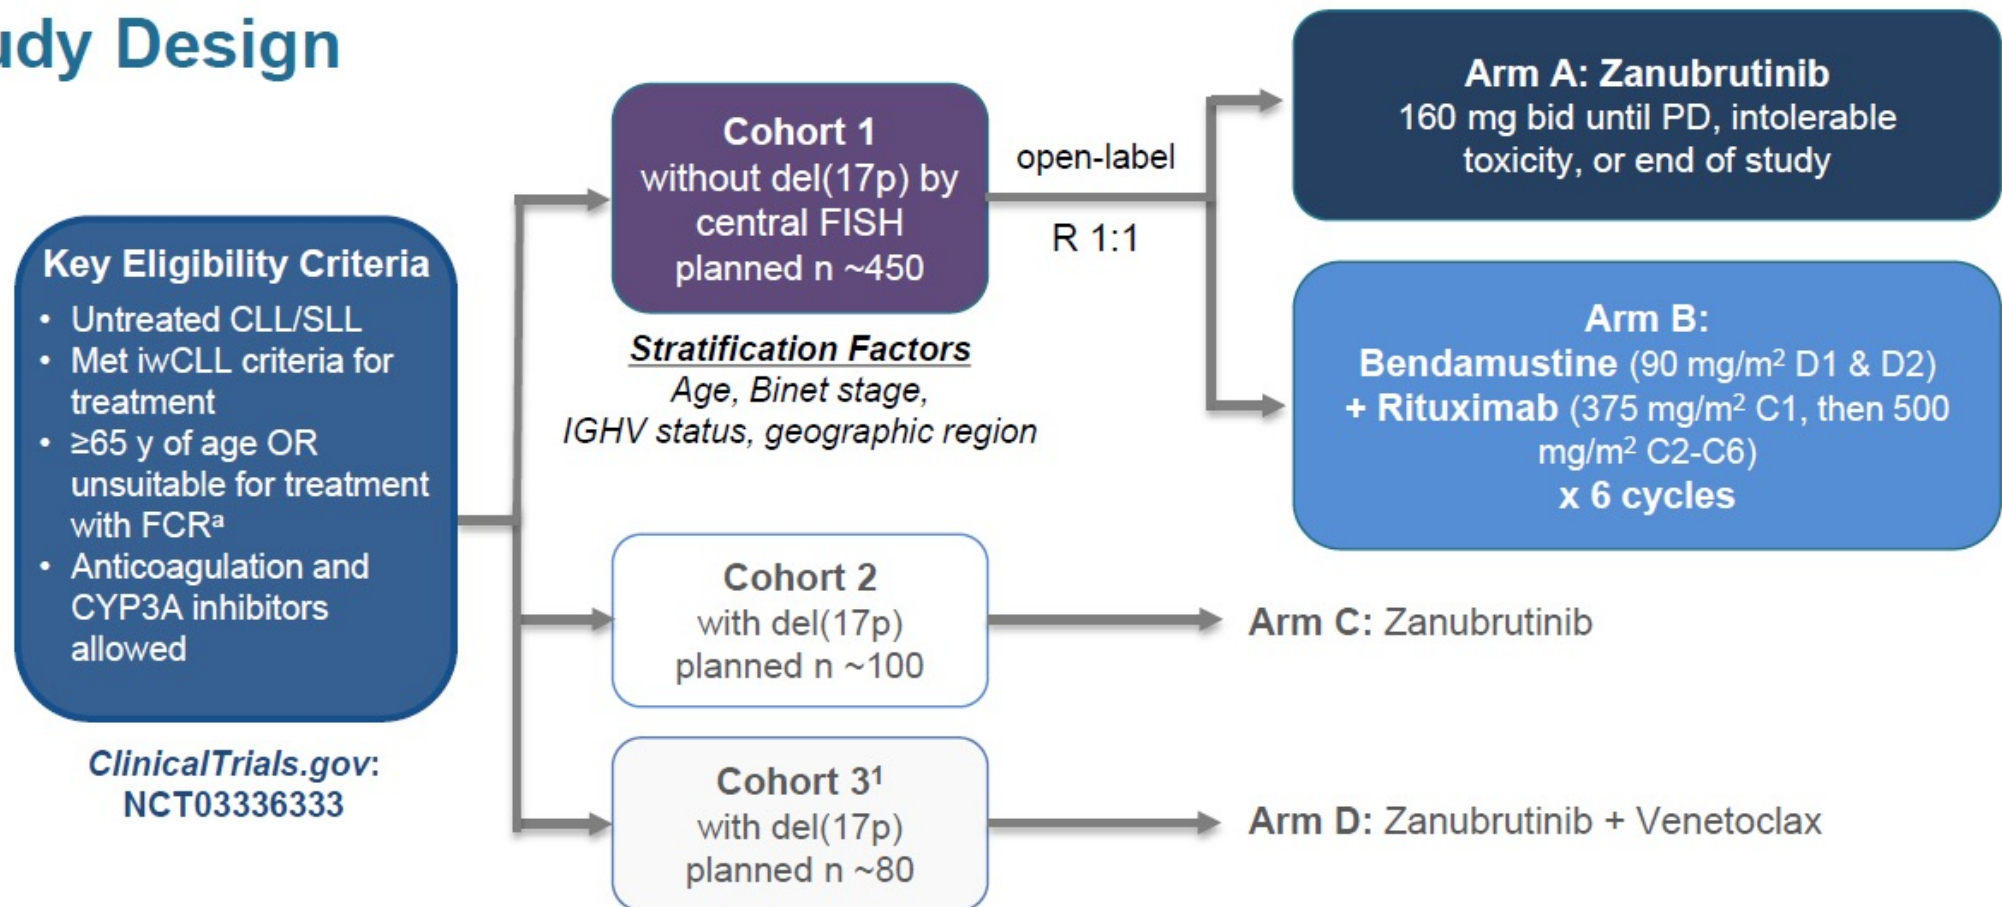 udy Design
Key Eligibility Criteria
• Untreated CLL/SLL
• Met iwCLL criteria for
treatment
• ≥65 y of age OR
unsuitable for treatment
with FCRᵃ
• Anticoagulation and
CYP3A inhibitors
allowed
ClinicalTrials.gov:
NCT03336333
Cohort 1
without del(17p) by
central FISH
planned n ~450
Stratification Factors
Age, Binet stage,
IGHV status, geographic region
open-label
R 1:1
Arm A: Zanubrutinib
160 mg bid until PD, intolerable
toxicity, or end of study
Arm B:
Bendamustine (90 mg/m² D1 & D2)
+ Rituximab (375 mg/m² C1, then 500
mg/m² C2-C6)
x 6 cycles
Cohort 2
with del(17p)
planned n ~100
Arm C: Zanubrutinib
Cohort 3¹
with del(17p)
planned n ~80
Arm D: Zanubrutinib + Venetoclax